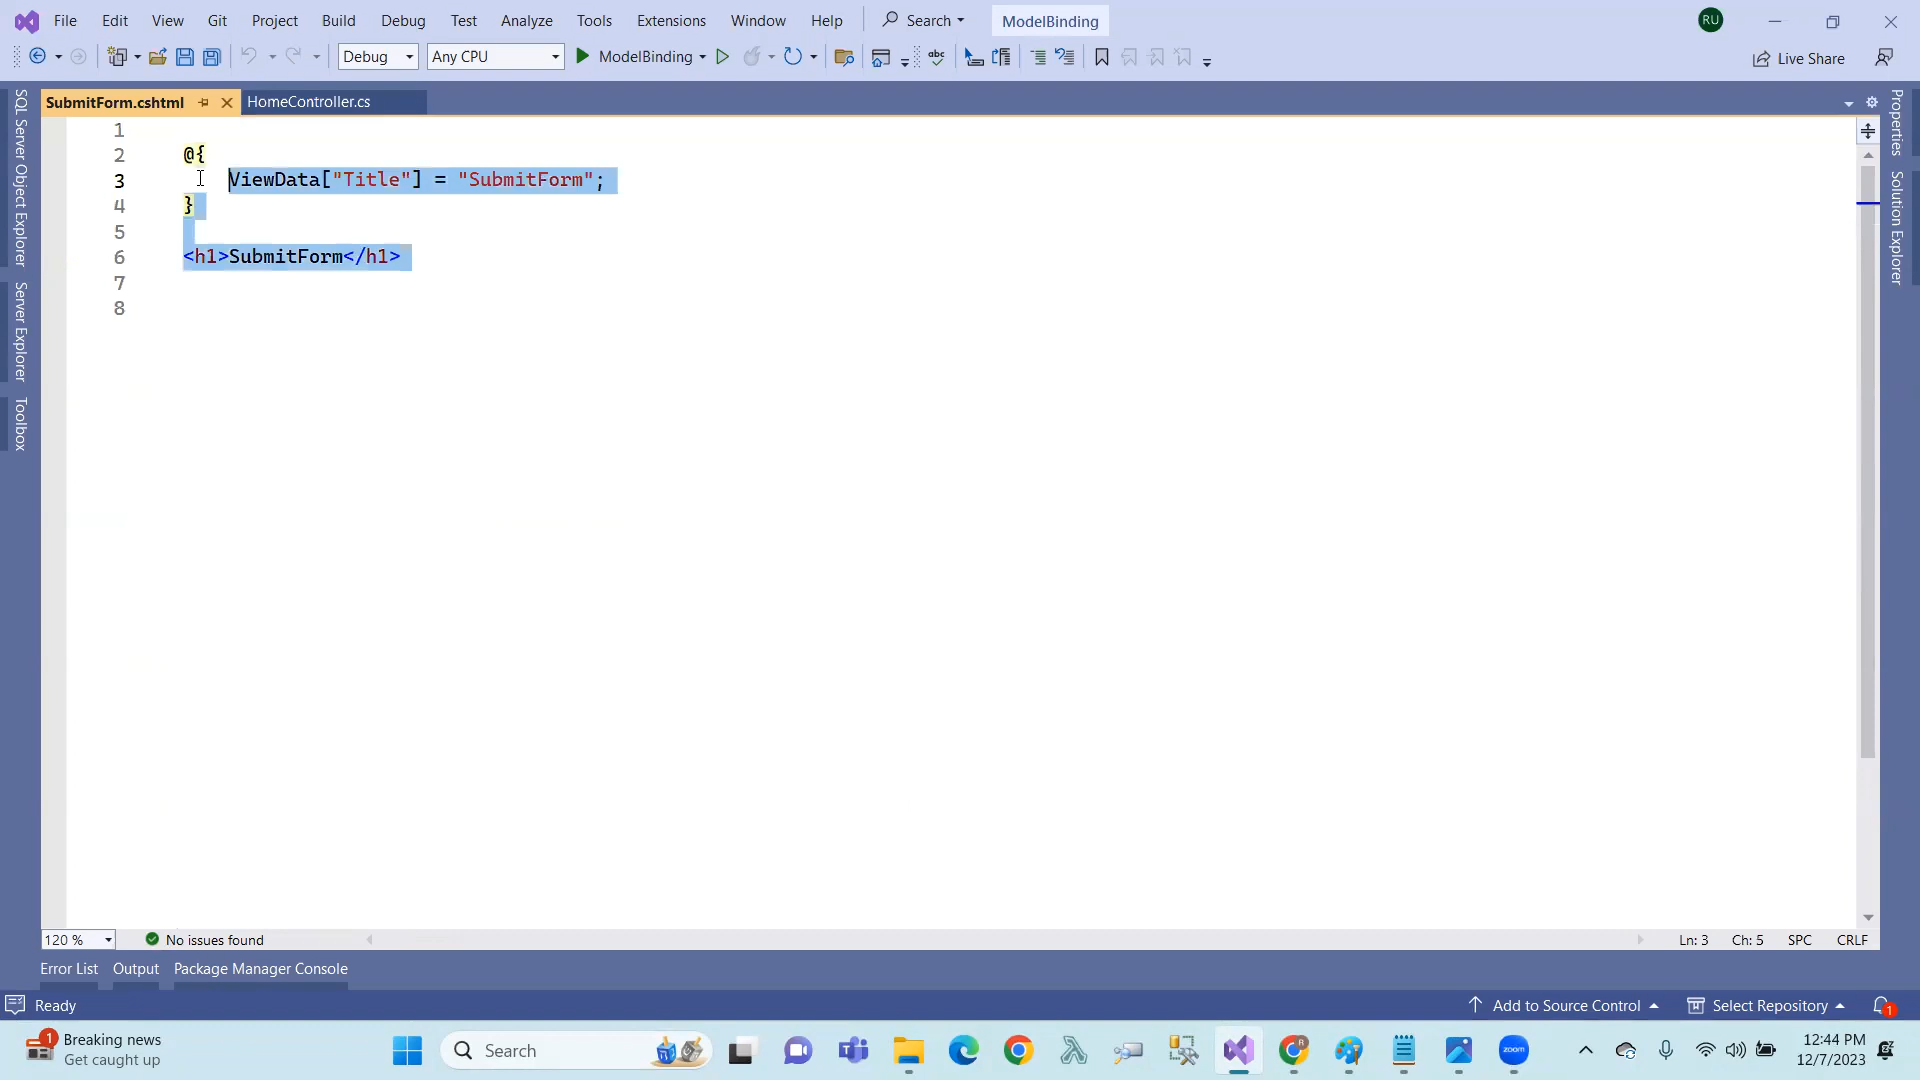 File Edit View Git Project Build Debug Test Analyze Tools Extensions Window Help Search ModelBinding RU
Debug Any CPU ModelBinding abc Live Share
SubmitForm.cshtml HomeController.cs
SQL Server Object Explorer
Server Explorer
Toolbox
1
2 @{
3 ViewData["Title"] = "SubmitForm";
4 }
5
6 <h1>SubmitForm</h1>
7
8
Properties
Solution Explorer
120 % No issues found Ln: 3 Ch: 5 SPC CRLF
Error List Output Package Manager Console
Ready Add to Source Control Select Repository 1
1 Breaking news
Get caught up
Search
R
zoom
12:44 PM
12/7/2023